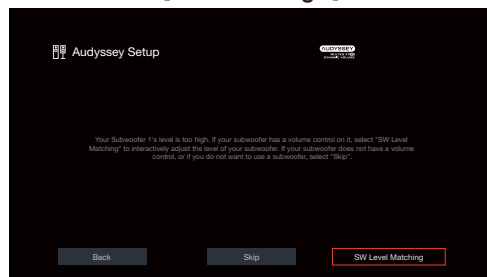 Audyssey Setup
AUDYSSEY
Your Subwoofer 1's level is too high. If your subwoofer has a volume control on it, select "SW Level
Matching" to interactively adjust the level of your subwoofer. If your subwoofer does not have a volume
control, or if you do not want to use a subwoofer, select "Skip".
Back
Skip
SW Level Matching